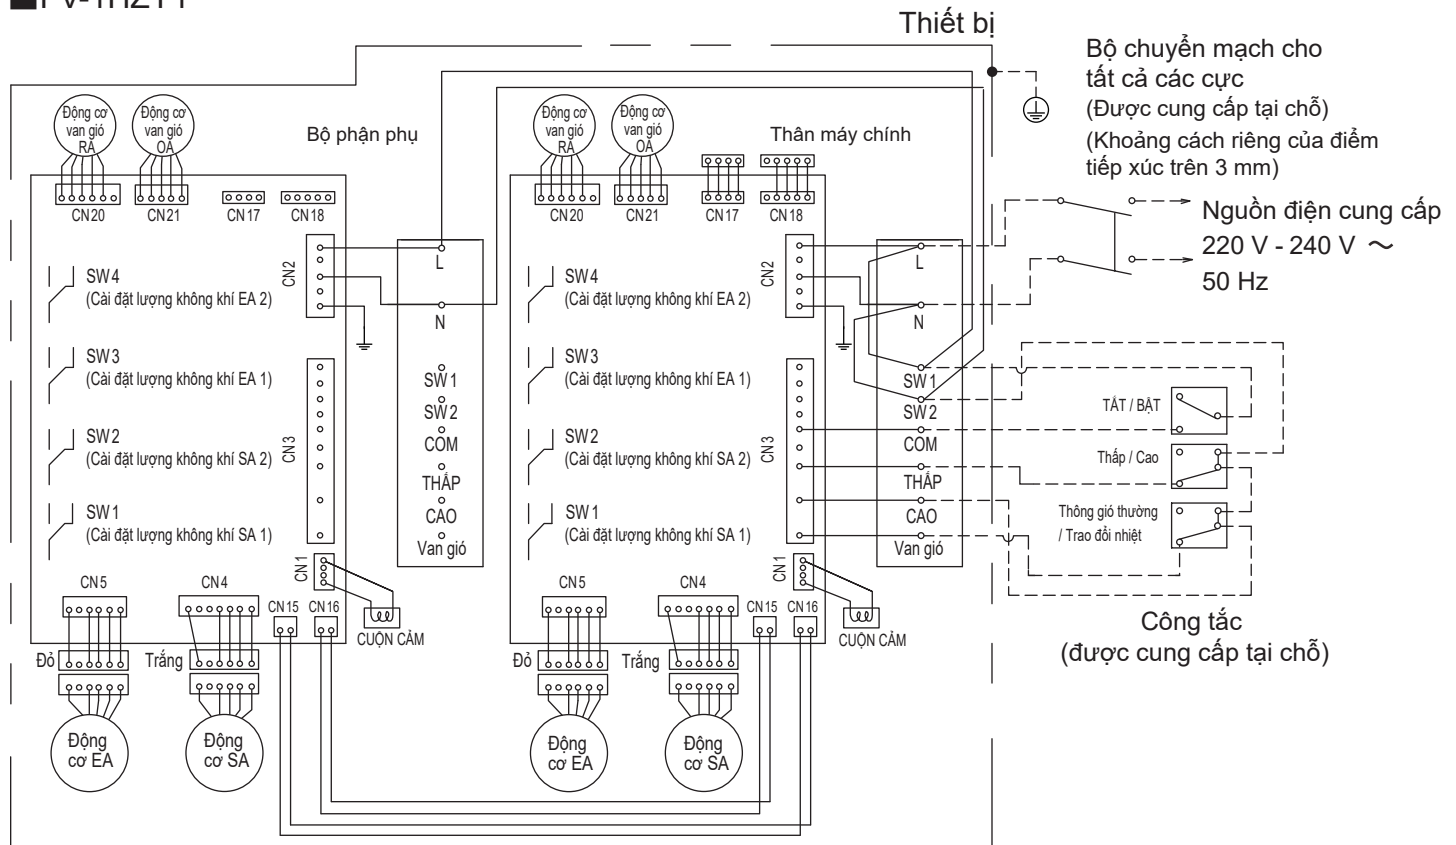 Thiết bị
Bộ chuyển mạch cho
tất cả các cực
(Được cung cấp tại chỗ)
(Khoảng cách riêng của điểm
tiếp xúc trên 3 mm)
Nguồn điện cung cấp
220 V - 240 V ～
50 Hz
Bộ phận phụ
Động cơ
van gió
RA
Động cơ
van gió
OA
CN20
CN21
CN17
CN18
CN2
SW4
(Cài đặt lượng không khí EA 2)
SW3
(Cài đặt lượng không khí EA 1)
SW2
(Cài đặt lượng không khí SA 2)
SW1
(Cài đặt lượng không khí SA 1)
CN3
CN1
CN5
CN4
CN15
CN16
CUỘN CẢM
Đỏ
Trắng
Động
cơ EA
Động
cơ SA
L
N
SW1
SW2
COM
THẤP
CAO
Van gió
Thân máy chính
Động cơ
van gió
RA
Động cơ
van gió
OA
CN20
CN21
CN17
CN18
CN2
SW4
(Cài đặt lượng không khí EA 2)
SW3
(Cài đặt lượng không khí EA 1)
SW2
(Cài đặt lượng không khí SA 2)
SW1
(Cài đặt lượng không khí SA 1)
CN3
CN1
CN5
CN4
CN15
CN16
CUỘN CẢM
Đỏ
Trắng
Động
cơ EA
Động
cơ SA
L
N
SW1
SW2
COM
THẤP
CAO
Van gió
TẮT / BẬT
Thấp / Cao
Thông gió thường
/ Trao đổi nhiệt
Công tắc
(được cung cấp tại chỗ)